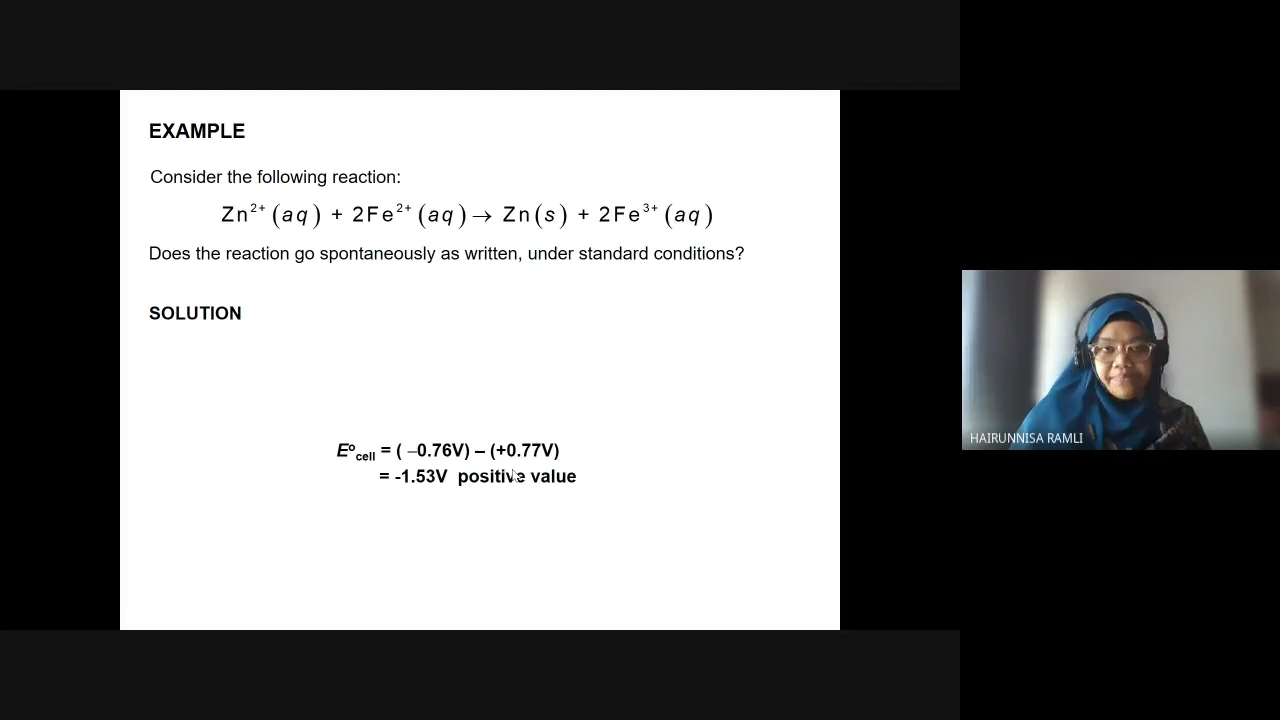 EXAMPLE
Consider the following reaction:
Zn²⁺(aq) + 2Fe²⁺(aq) → Zn(s) + 2Fe³⁺(aq)
Does the reaction go spontaneously as written, under standard conditions?
SOLUTION
E°cell = ( –0.76V) – (+0.77V)
= -1.53V positive value
HAIRUNNISA RAMLI